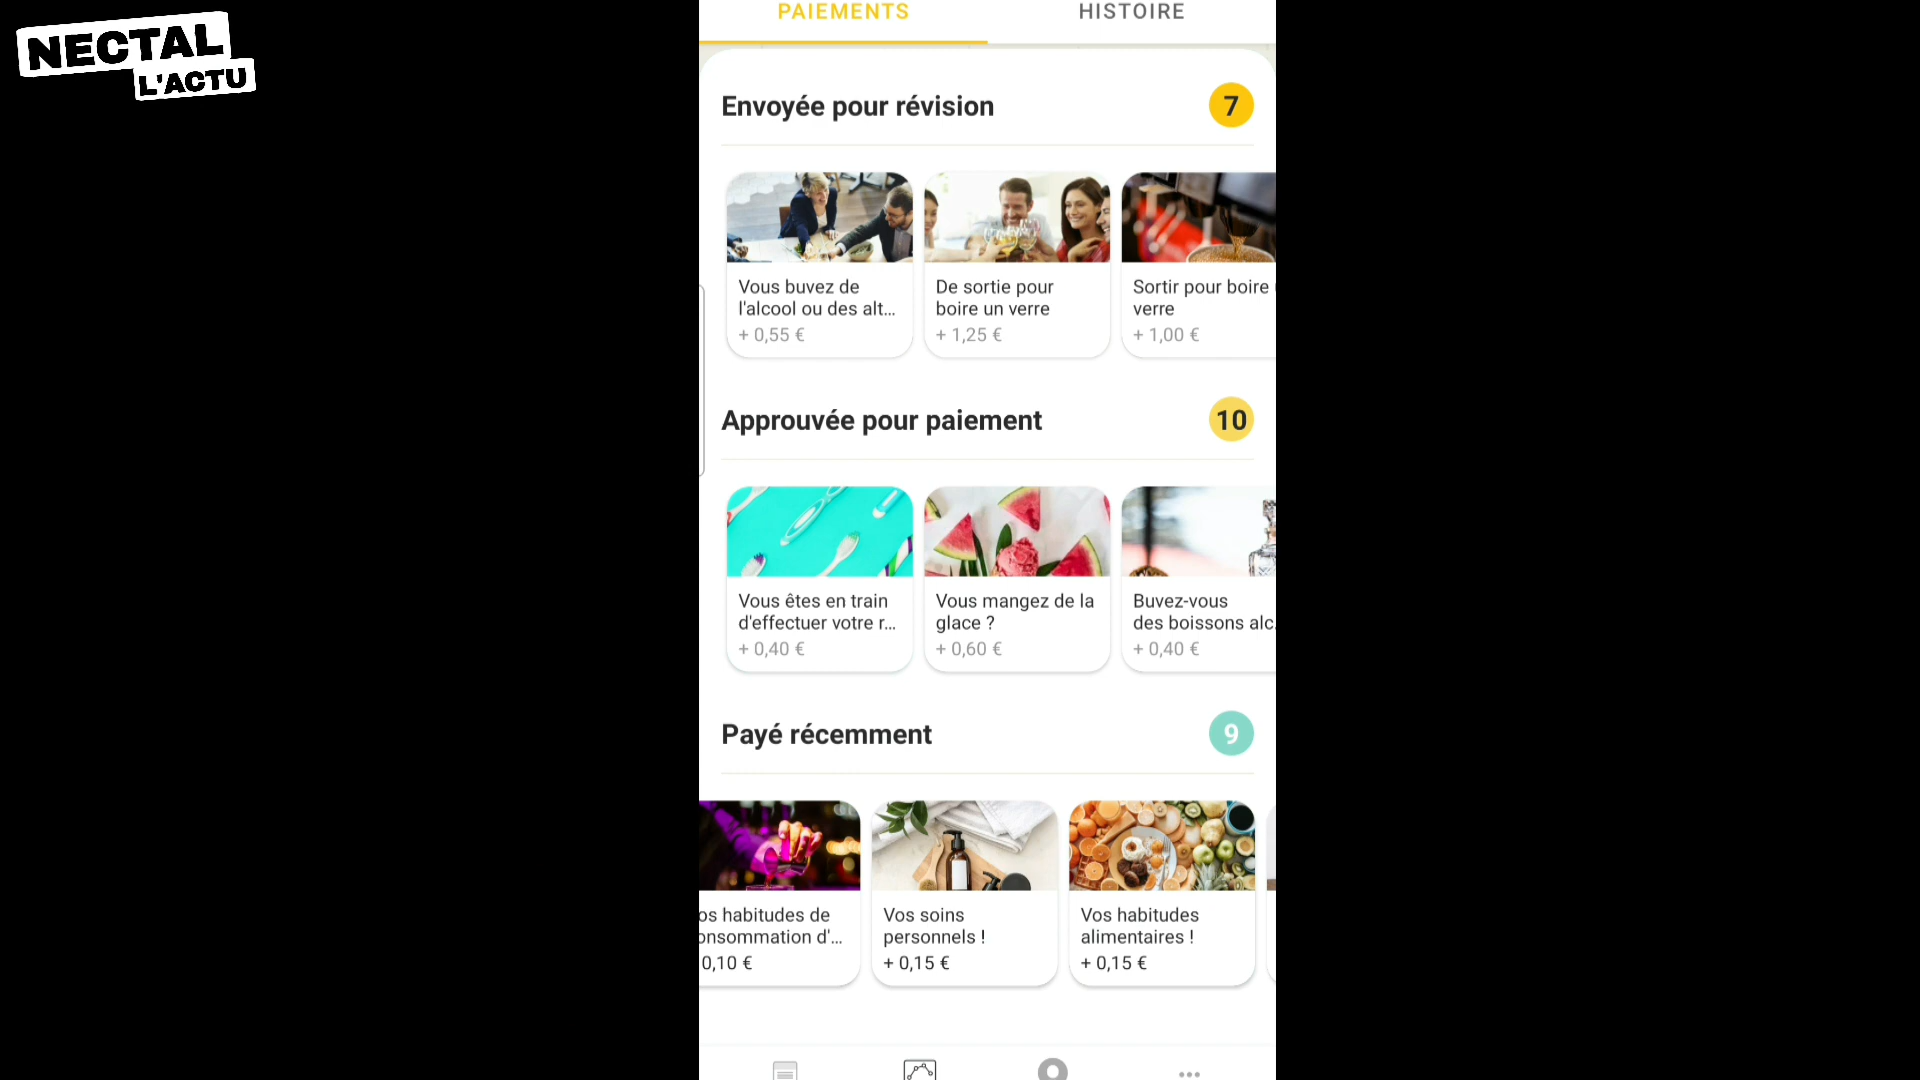 NECTAL
L'ACTU
PAIEMENTS
HISTOIRE
Envoyée pour révision
7
Vous buvez de
l'alcool ou des alt...
+ 0,55 €
De sortie pour
boire un verre
+ 1,25 €
Sortir pour boire
verre
+ 1,00 €
Approuvée pour paiement
10
Vous êtes en train
d'effectuer votre r...
+ 0,40 €
Vous mangez de la
glace ?
+ 0,60 €
Buvez-vous
des boissons alc
+ 0,40 €
Payé récemment
9
os habitudes de
onsommation d'...
0,10 €
Vos soins
personnels !
+ 0,15 €
Vos habitudes
alimentaires !
+ 0,15 €